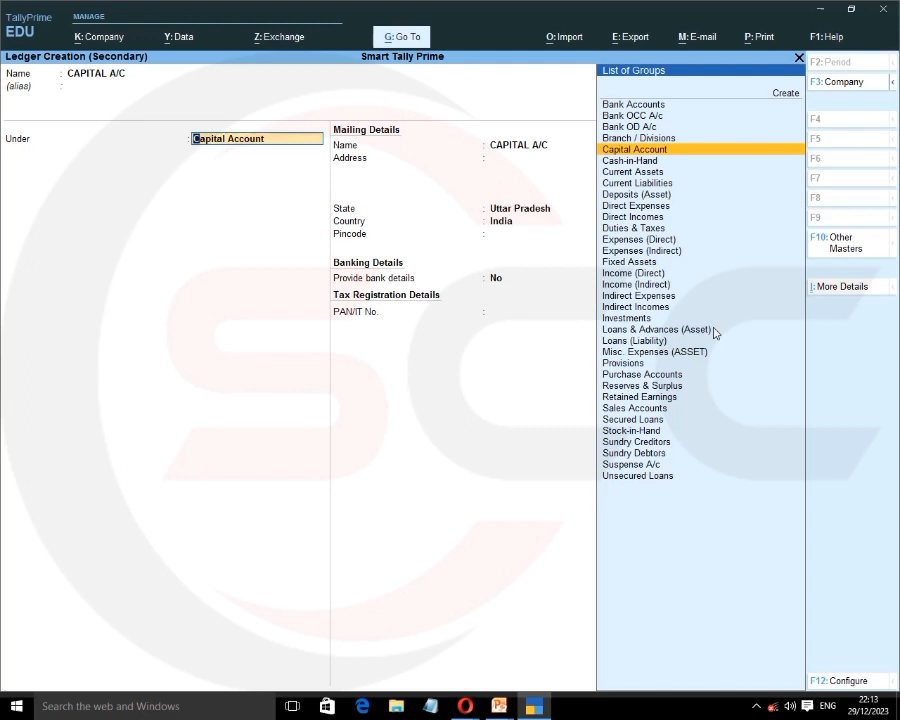 TallyPrime
EDU
MANAGE
K: Company
Y: Data
Z: Exchange
G: Go To
O: Import
E: Export
M: E-mail
P: Print
F1: Help
Ledger Creation (Secondary)
Smart Tally Prime
Name : CAPITAL A/C
(alias) :
Under : Capital Account
Mailing Details
Name : CAPITAL A/C
Address :
State : Uttar Pradesh
Country : India
Pincode :
Banking Details
Provide bank details : No
Tax Registration Details
PAN/IT No. :
List of Groups
Create
Bank Accounts
Bank OCC A/c
Bank OD A/c
Branch / Divisions
Capital Account
Cash-in-Hand
Current Assets
Current Liabilities
Deposits (Asset)
Direct Expenses
Direct Incomes
Duties & Taxes
Expenses (Direct)
Expenses (Indirect)
Fixed Assets
Income (Direct)
Income (Indirect)
Indirect Expenses
Indirect Incomes
Investments
Loans & Advances (Asset)
Loans (Liability)
Misc. Expenses (ASSET)
Provisions
Purchase Accounts
Reserves & Surplus
Retained Earnings
Sales Accounts
Secured Loans
Stock-in-Hand
Sundry Creditors
Sundry Debtors
Suspense A/c
Unsecured Loans
F2: Period
F3: Company
F4
F5
F6
F7
F8
F9
F10: Other
Masters
I: More Details
F12: Configure
SCC
Search the web and Windows
ENG
22:13
29/12/2023